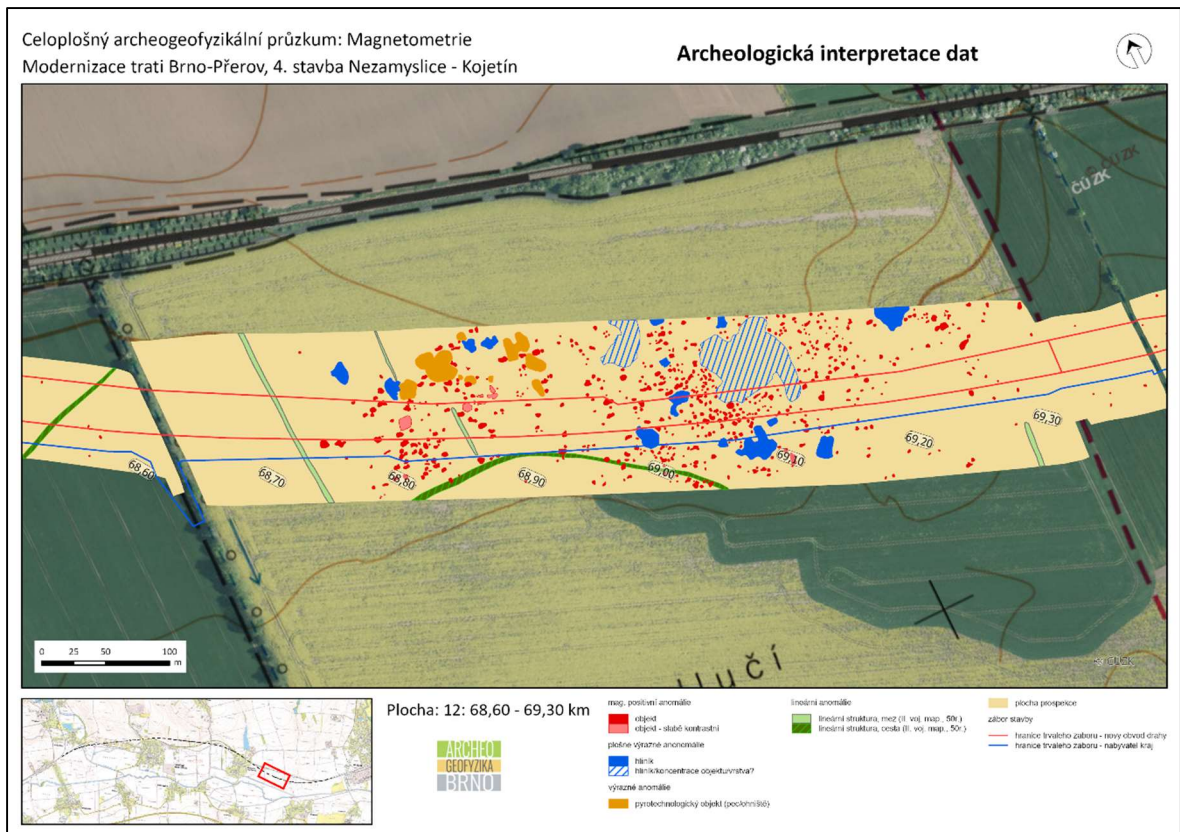 Celoplošný archeogeofyzikální průzkum: Magnetometrie
Modernizace trati Brno-Přerov, 4. stavba Nezamyslice - Kojetín
Archeologická interpretace dat
ČÚZK
ČÚZK
68,60
68,70
68,80
68,90
69,00
69,10
69,20
69,30
0 25 50 100
m
Plocha: 12: 68,60 - 69,30 km
ARCHEO
GEOFYZIKA
BRNO
mag. positivní anomálie
objekt
objekt - slabě kontrastní
plošně výrazné anonemálie
hliník
hliník/koncentrace objektů/vrstva?
výrazné anomálie
pyrotechnologický objekt (pec/ohniště)
lineární anomálie
lineární struktura, mez (II. voj. map., 50r.)
lineární struktura, cesta (II. voj. map., 50r.)
plocha prospekce
zábor stavby
hranice trvalého záboru - nový obvod dráhy
hranice trvalého záboru - nabyvatel kraj